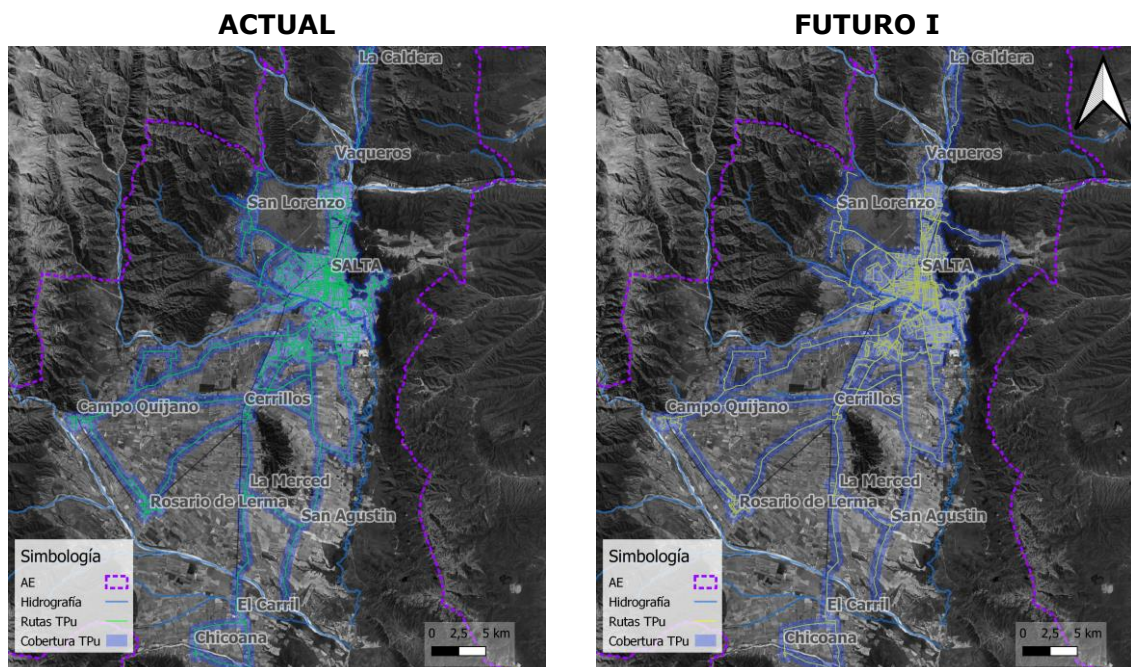 ACTUAL
La Caldera
Vaqueros
San Lorenzo
SALTA
Campo Quijano
Cerrillos
La Merced
Rosario de Lerma
San Agustin
El Carril
Chicoana
Simbología
AE
Hidrografía
Rutas TPu
Cobertura TPu
0 2,5 5 km
FUTURO I
La Caldera
Vaqueros
San Lorenzo
SALTA
Campo Quijano
Cerrillos
La Merced
Rosario de Lerma
San Agustin
El Carril
Chicoana
Simbología
AE
Hidrografía
Rutas TPu
Cobertura TPu
0 2,5 5 km